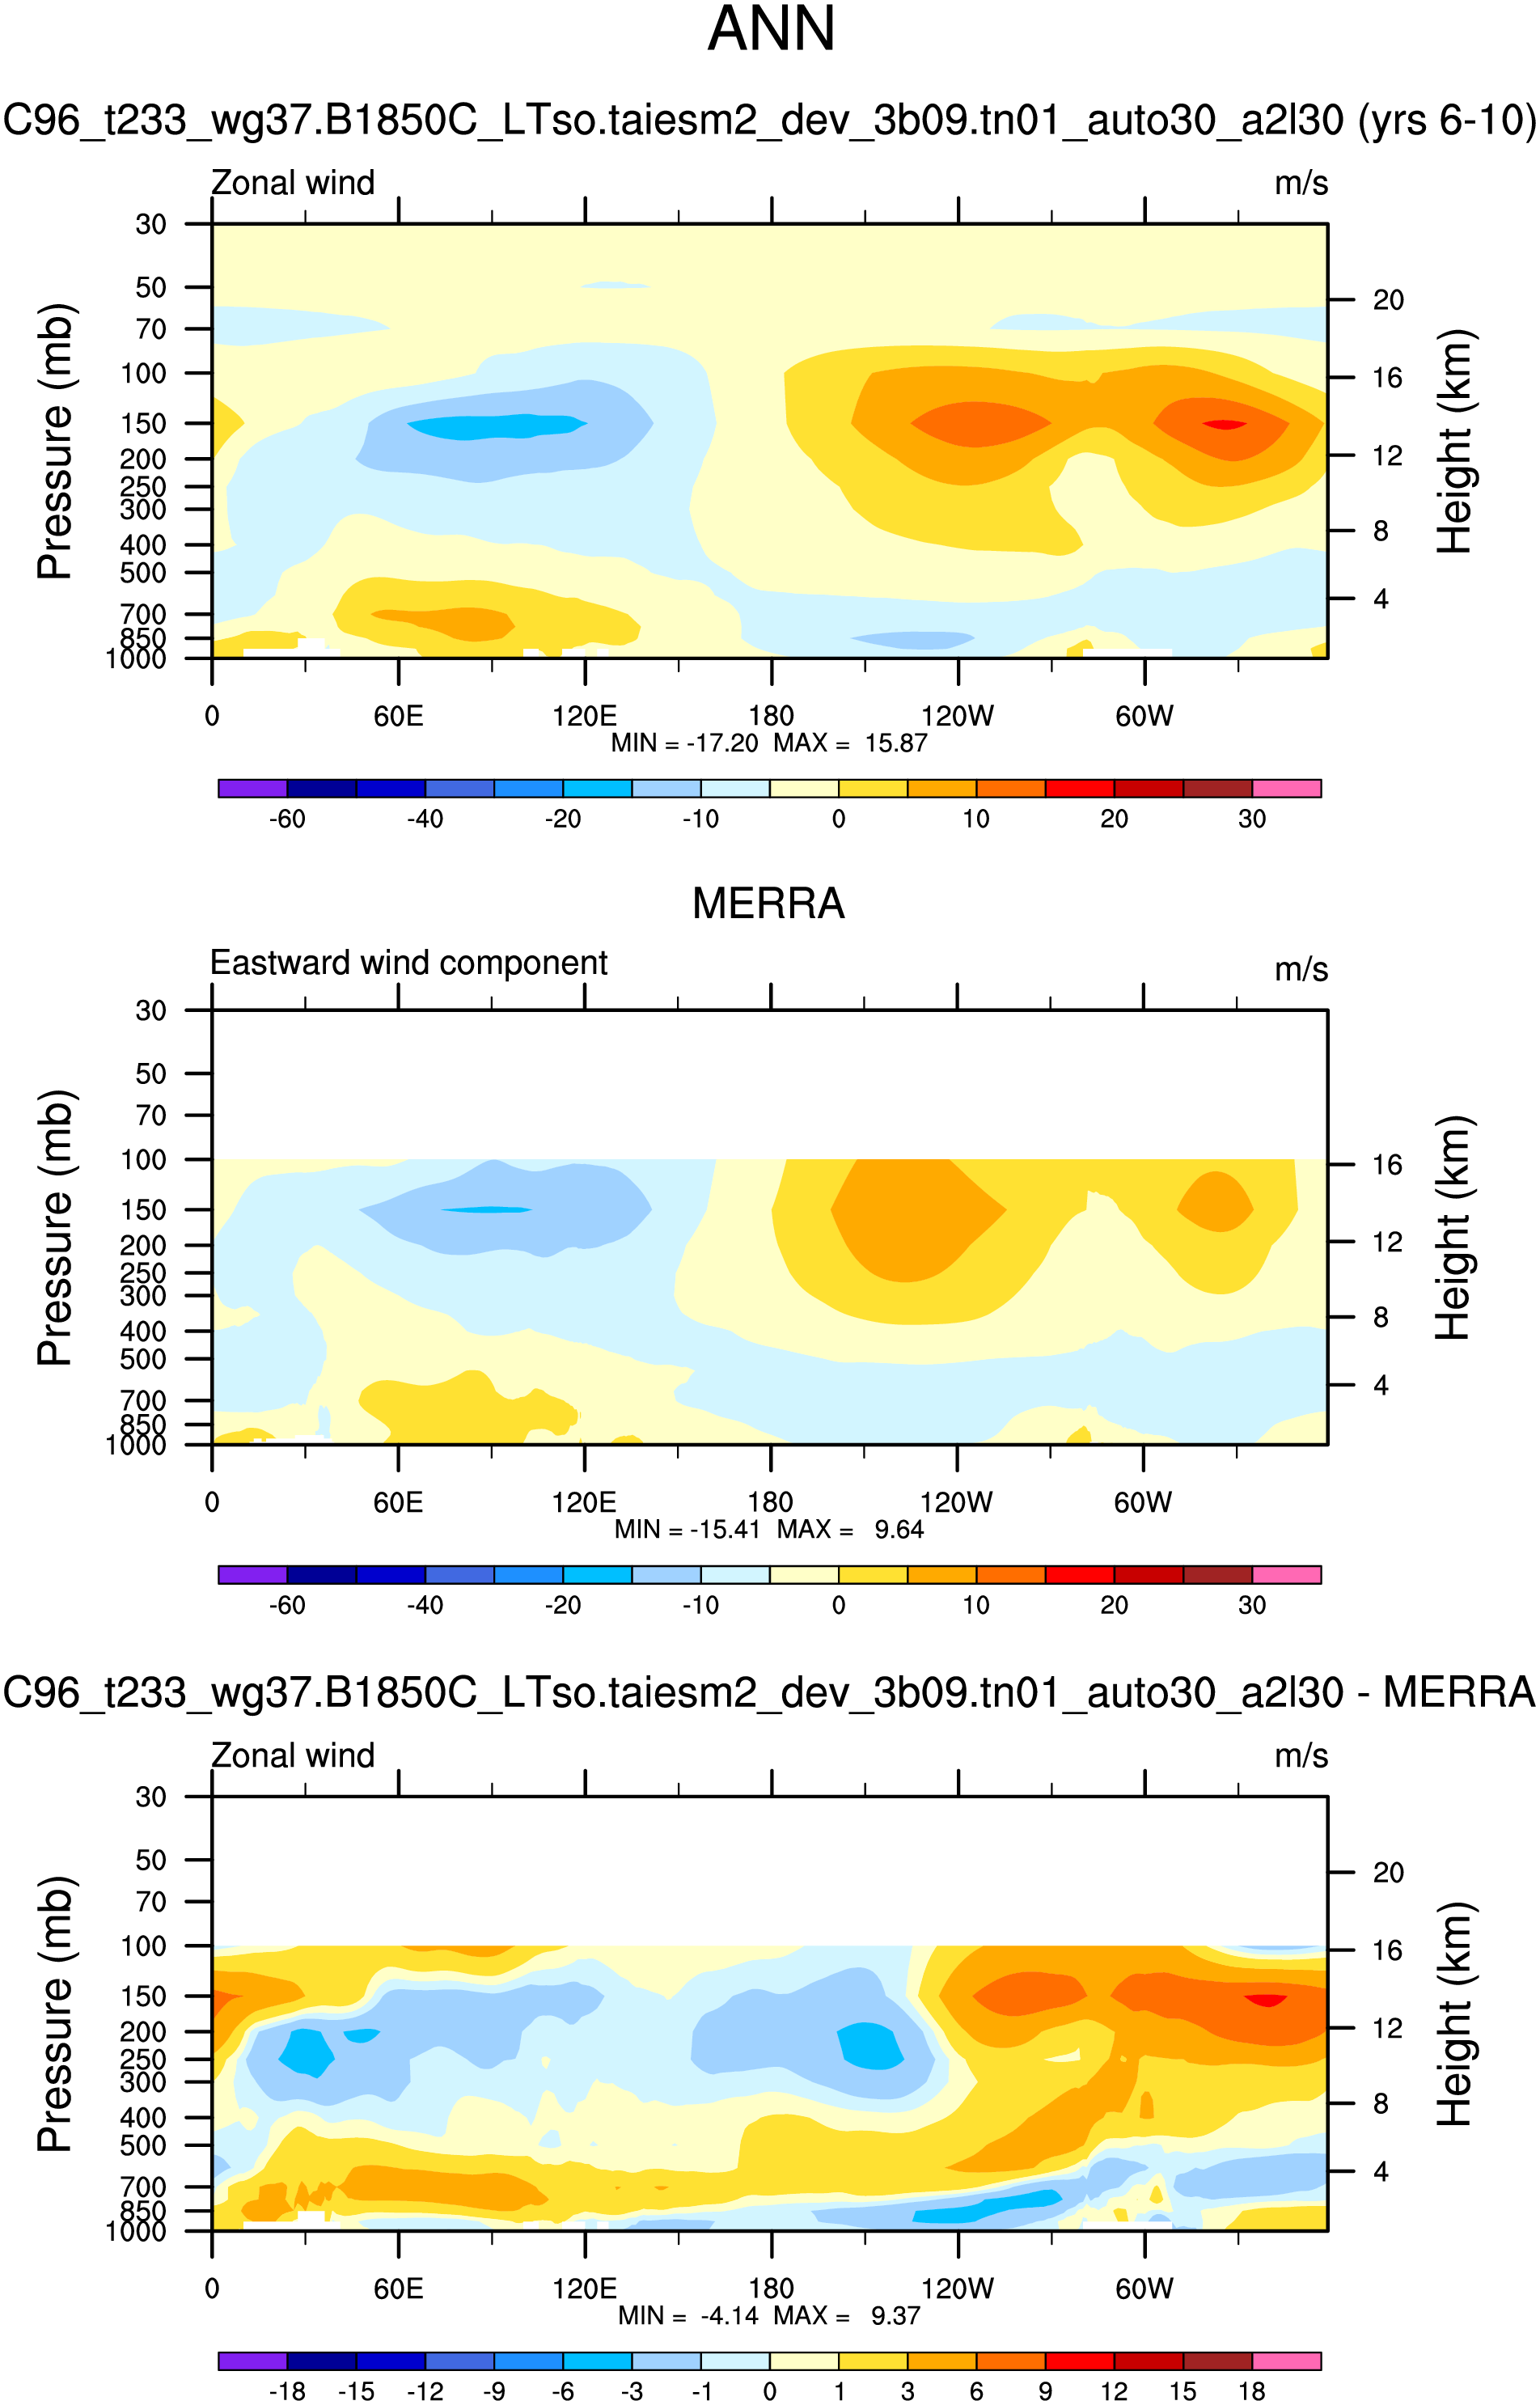 ANN
C96_t233_wg37.B1850C_LTso.taiesm2_dev_3b09.tn01_auto30_a2l30 (yrs 6-10)
Zonal wind m/s
Pressure (mb)
30
50
70
100
150
200
250
300
400
500
700
850
1000
20
16
12
8
4
Height (km)
0 60E 120E 180 120W 60W
MIN = -17.20 MAX = 15.87
-60 -40 -20 -10 0 10 20 30
MERRA
Eastward wind component m/s
Pressure (mb)
30
50
70
100
150
200
250
300
400
500
700
850
1000
16
12
8
4
Height (km)
0 60E 120E 180 120W 60W
MIN = -15.41 MAX = 9.64
-60 -40 -20 -10 0 10 20 30
C96_t233_wg37.B1850C_LTso.taiesm2_dev_3b09.tn01_auto30_a2l30 - MERRA
Zonal wind m/s
Pressure (mb)
30
50
70
100
150
200
250
300
400
500
700
850
1000
20
16
12
8
4
Height (km)
0 60E 120E 180 120W 60W
MIN = -4.14 MAX = 9.37
-18 -15 -12 -9 -6 -3 -1 0 1 3 6 9 12 15 18